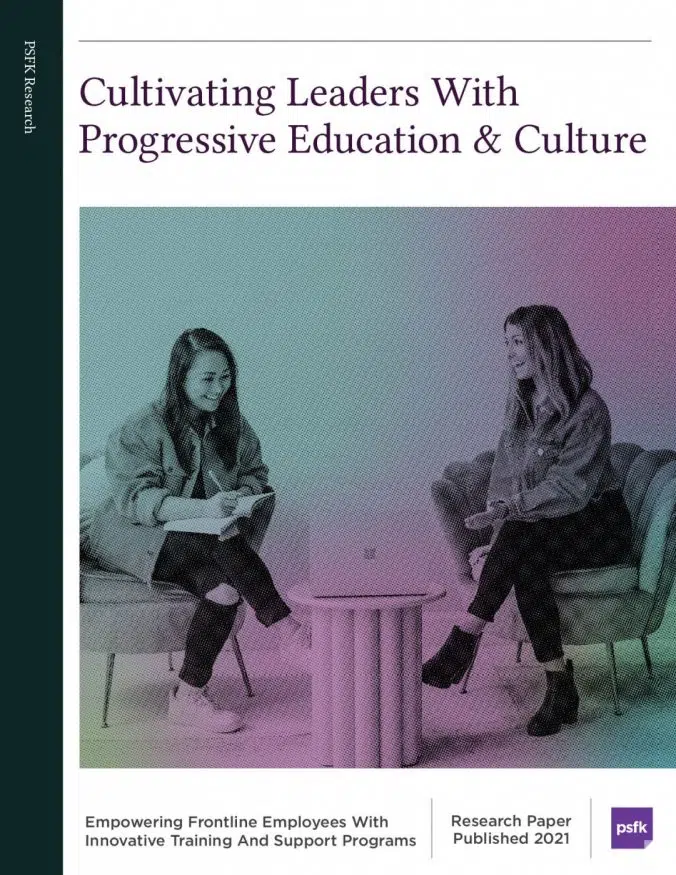 PSFK Research
Cultivating Leaders With
Progressive Education & Culture
Empowering Frontline Employees With
Innovative Training And Support Programs
Research Paper
Published 2021
psfk